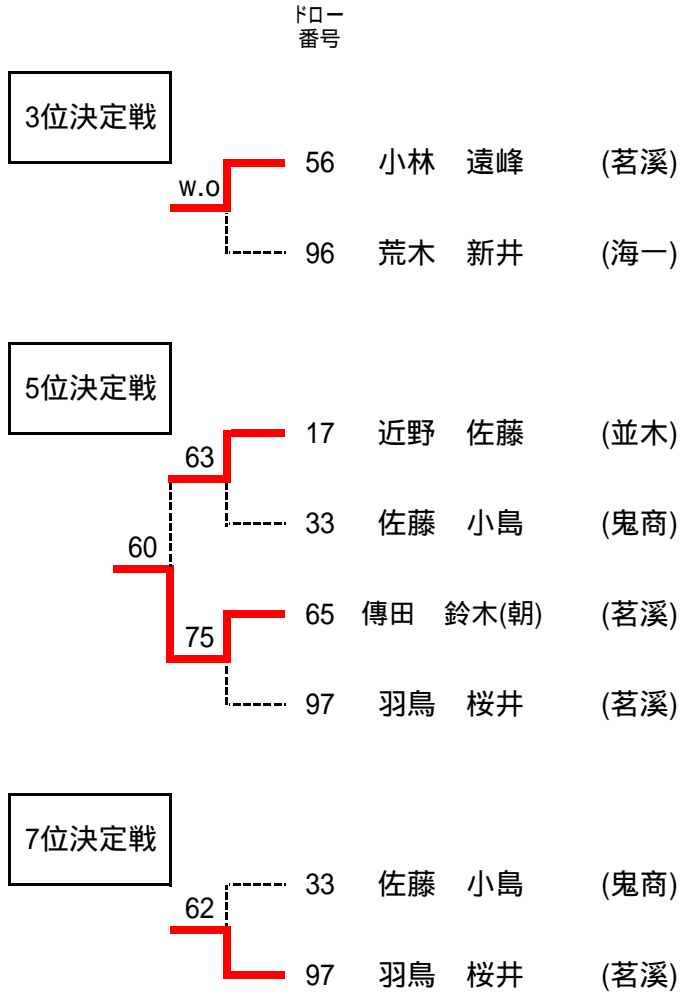 ドロー
番号
3位決定戦
56 小林 遠峰 (茗溪)
w.o
96 荒木 新井 (海一)
5位決定戦
17 近野 佐藤 (並木)
63
33 佐藤 小島 (鬼商)
60
65 傳田 鈴木(朝) (茗溪)
75
97 羽鳥 桜井 (茗溪)
7位決定戦
33 佐藤 小島 (鬼商)
62
97 羽鳥 桜井 (茗溪)